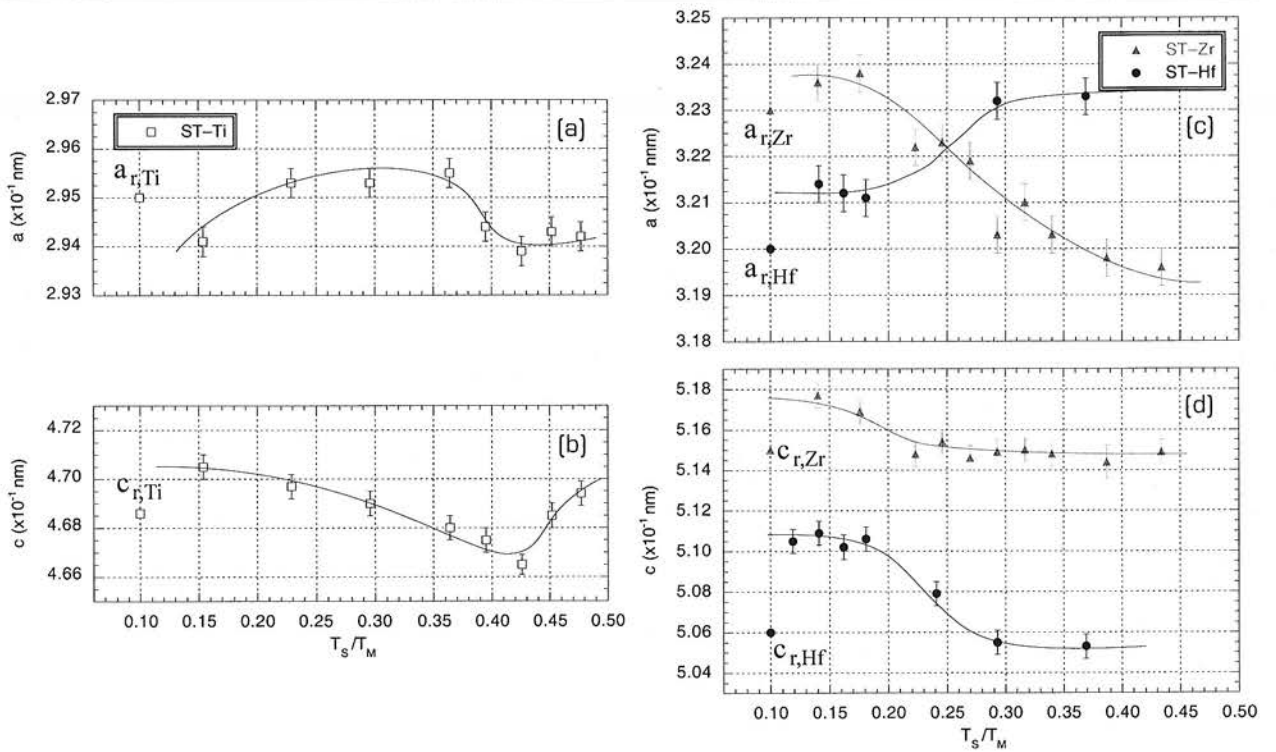 2.97
2.96
2.95
2.94
2.93
a (x10⁻¹ nm)
ST–Ti
(a)
a r,Ti
4.72
4.70
4.68
4.66
c (x10⁻¹ nm)
(b)
c r,Ti
0.10 0.15 0.20 0.25 0.30 0.35 0.40 0.45 0.50
T S /T M
3.25
3.24
3.23
3.22
3.21
3.20
3.19
3.18
a (x10⁻¹ nnm)
ST–Zr
ST–Hf
(c)
a r,Zr
a r,Hf
5.18
5.16
5.14
5.12
5.10
5.08
5.06
5.04
c (x10⁻¹ nm)
(d)
c r,Zr
c r,Hf
0.10 0.15 0.20 0.25 0.30 0.35 0.40 0.45 0.50
T S /T M